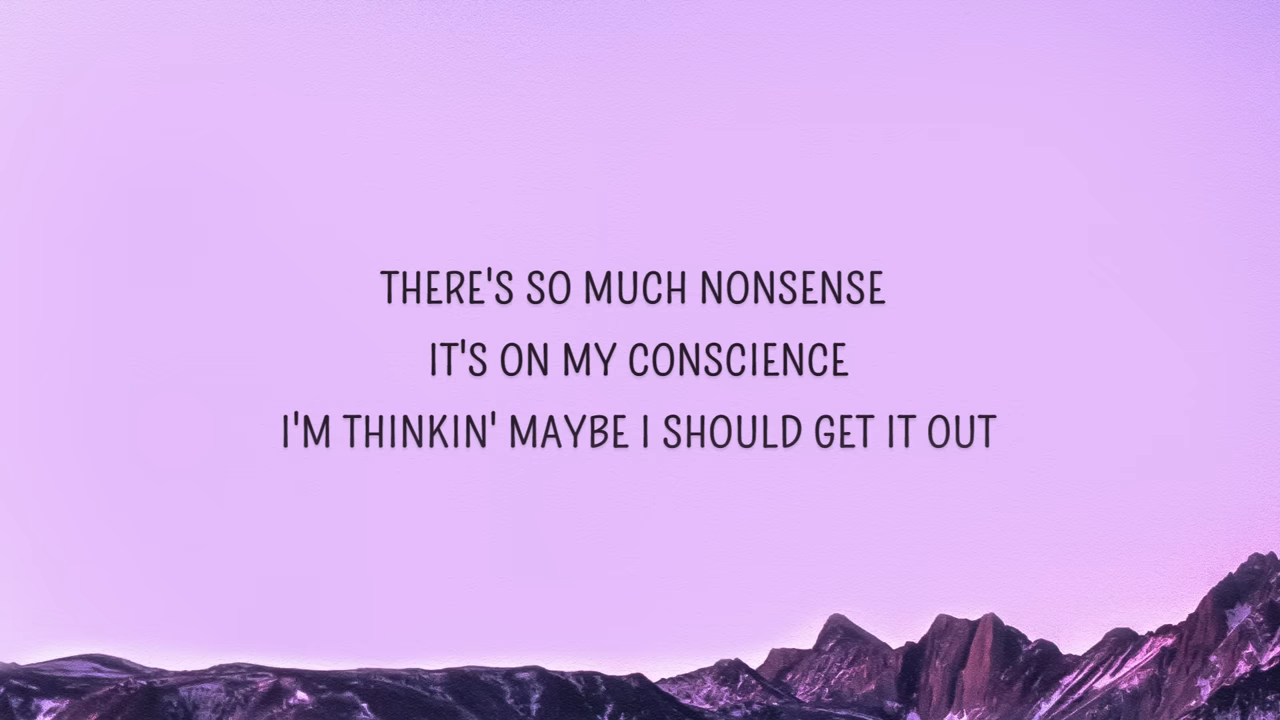 THERE'S SO MUCH NONSENSE
IT'S ON MY CONSCIENCE
I'M THINKIN' MAYBE I SHOULD GET IT OUT